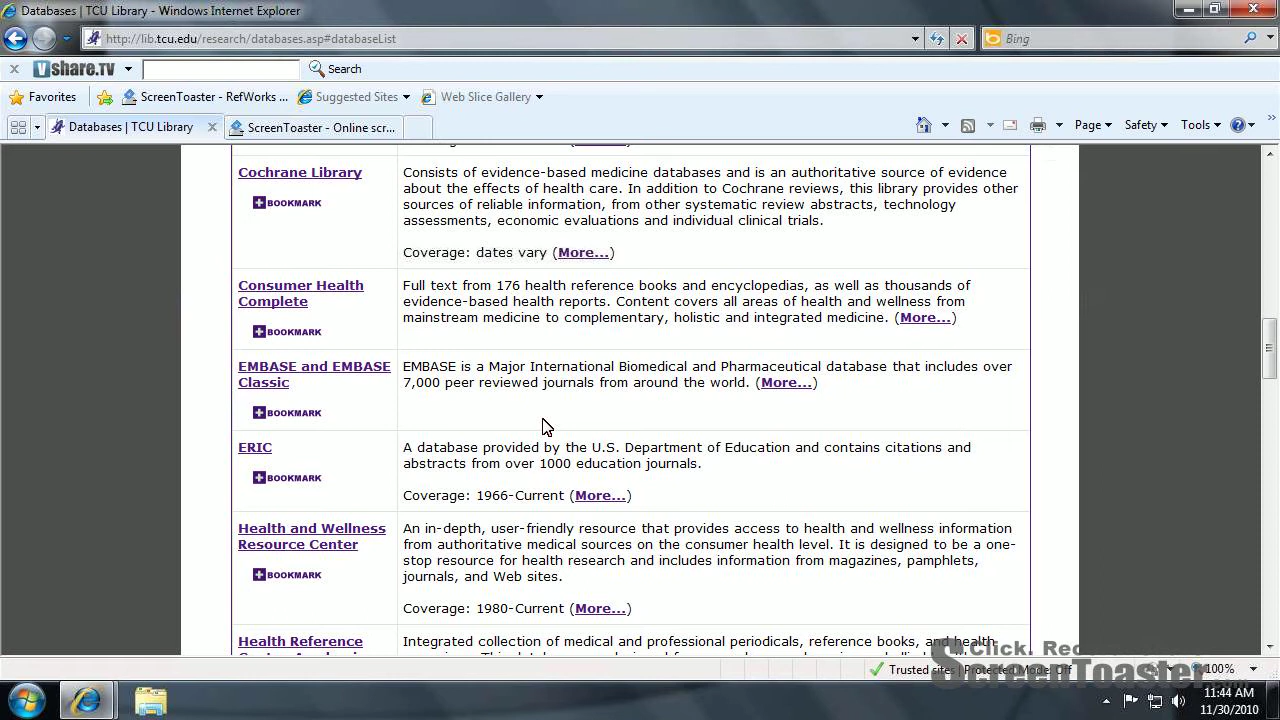 Databases | TCU Library - Windows Internet Explorer
http://lib.tcu.edu/research/databases.asp#databaseList
Bing
vshare.TV
Search
Favorites
ScreenToaster - RefWorks ...
Suggested Sites
Web Slice Gallery
Databases | TCU Library
ScreenToaster - Online scr...
Page
Safety
Tools
Cochrane Library
BOOKMARK
Consists of evidence-based medicine databases and is an authoritative source of evidence
about the effects of health care. In addition to Cochrane reviews, this library provides other
sources of reliable information, from other systematic review abstracts, technology
assessments, economic evaluations and individual clinical trials.
Coverage: dates vary (More...)
Consumer Health
Complete
BOOKMARK
Full text from 176 health reference books and encyclopedias, as well as thousands of
evidence-based health reports. Content covers all areas of health and wellness from
mainstream medicine to complementary, holistic and integrated medicine. (More...)
EMBASE and EMBASE
Classic
BOOKMARK
EMBASE is a Major International Biomedical and Pharmaceutical database that includes over
7,000 peer reviewed journals from around the world. (More...)
ERIC
BOOKMARK
A database provided by the U.S. Department of Education and contains citations and
abstracts from over 1000 education journals.
Coverage: 1966-Current (More...)
Health and Wellness
Resource Center
BOOKMARK
An in-depth, user-friendly resource that provides access to health and wellness information
from authoritative medical sources on the consumer health level. It is designed to be a one-
stop resource for health research and includes information from magazines, pamphlets,
journals, and Web sites.
Coverage: 1980-Current (More...)
Health Reference
Integrated collection of medical and professional periodicals, reference books, and health
Click. Rec
ScreenToaster.com
Trusted sites | Protected Mode: Off
100%
11:44 AM
11/30/2010